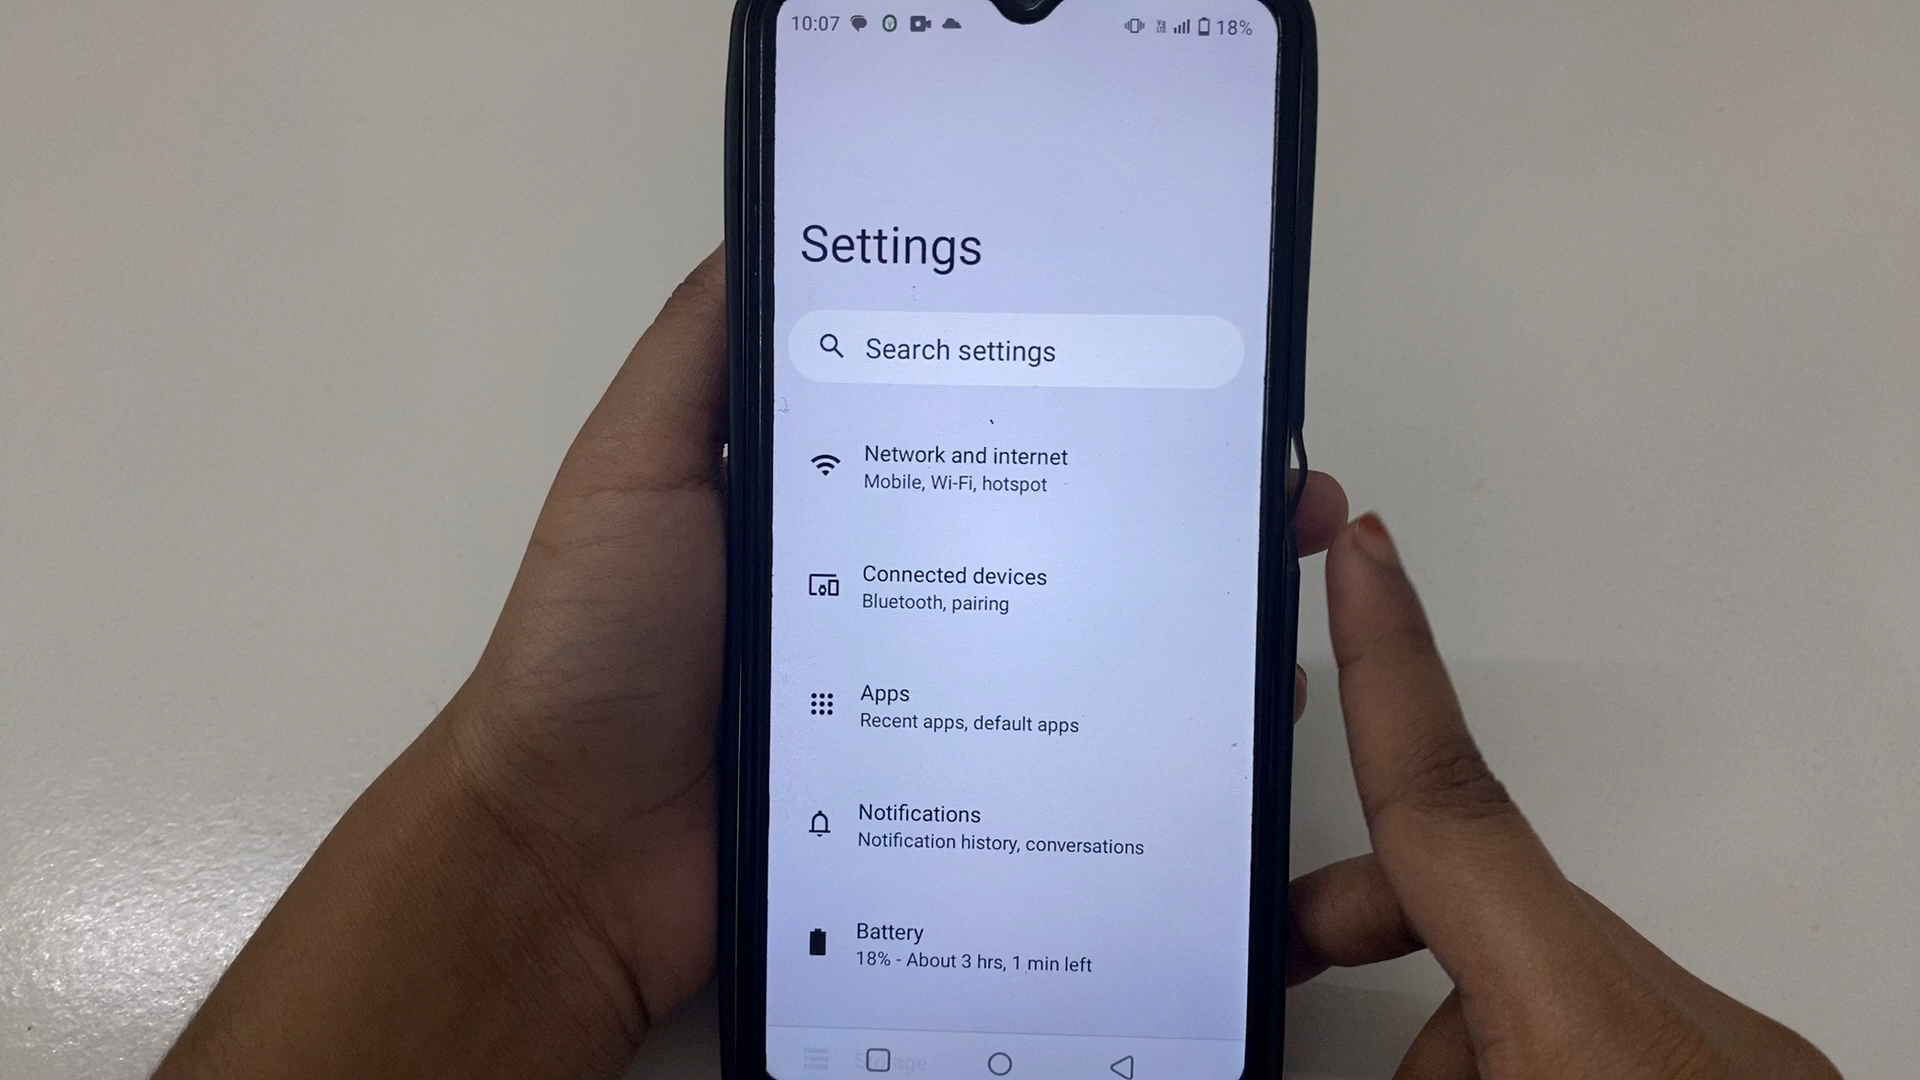 10:07 18%
Settings
Search settings
Network and internet
Mobile, Wi-Fi, hotspot
Connected devices
Bluetooth, pairing
Apps
Recent apps, default apps
Notifications
Notification history, conversations
Battery
18% - About 3 hrs, 1 min left
Storage